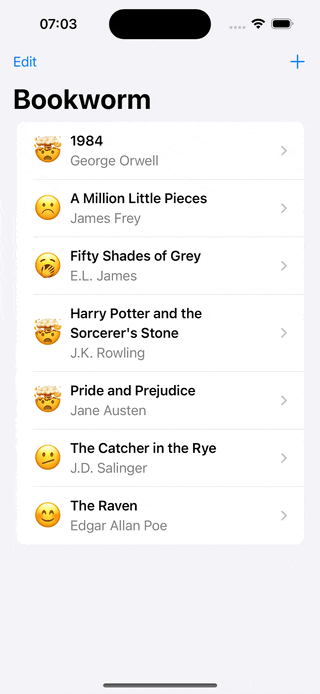 07:03
Edit
Bookworm
1984
George Orwell
A Million Little Pieces
James Frey
Fifty Shades of Grey
E.L. James
Harry Potter and the
Sorcerer's Stone
J.K. Rowling
Pride and Prejudice
Jane Austen
The Catcher in the Rye
J.D. Salinger
The Raven
Edgar Allan Poe